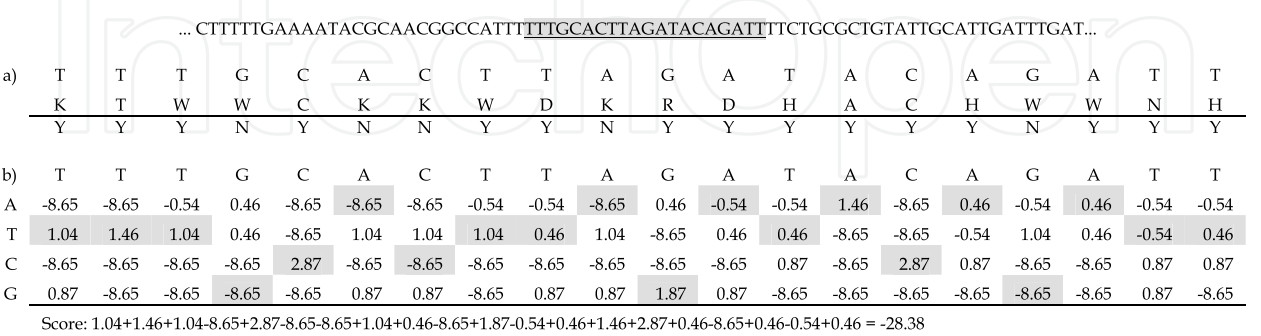 ... CTTTTTGAAAATACGCAACGGCCATTTTTTGCACTTAGATACAGATTTTCTGCGCTGTATTGCATTGATTTGAT...
a) T T T G C A C T T A G A T A C A G A T T
K T W W C K K W D K R D H A C H W W N H
Y Y Y N Y N N Y Y N Y Y Y Y Y Y N Y Y Y
b) T T T G C A C T T A G A T A C A G A T T
A -8.65 -8.65 -0.54 0.46 -8.65 -8.65 -8.65 -0.54 -0.54 -8.65 0.46 -0.54 -0.54 1.46 -8.65 0.46 -0.54 0.46 -0.54 -0.54
T 1.04 1.46 1.04 0.46 -8.65 1.04 1.04 1.04 0.46 1.04 -8.65 0.46 0.46 -8.65 -8.65 -0.54 1.04 0.46 -0.54 0.46
C -8.65 -8.65 -8.65 -8.65 2.87 -8.65 -8.65 -8.65 -8.65 -8.65 -8.65 -8.65 0.87 -8.65 2.87 0.87 -8.65 -8.65 0.87 0.87
G 0.87 -8.65 -8.65 -8.65 -8.65 0.87 0.87 -8.65 0.87 0.87 1.87 0.87 -8.65 -8.65 -8.65 -8.65 -8.65 -8.65 0.87 -8.65
Score: 1.04+1.46+1.04-8.65+2.87-8.65-8.65+1.04+0.46-8.65+1.87-0.54+0.46+1.46+2.87+0.46-8.65+0.46-0.54+0.46 = -28.38
IntechOpen